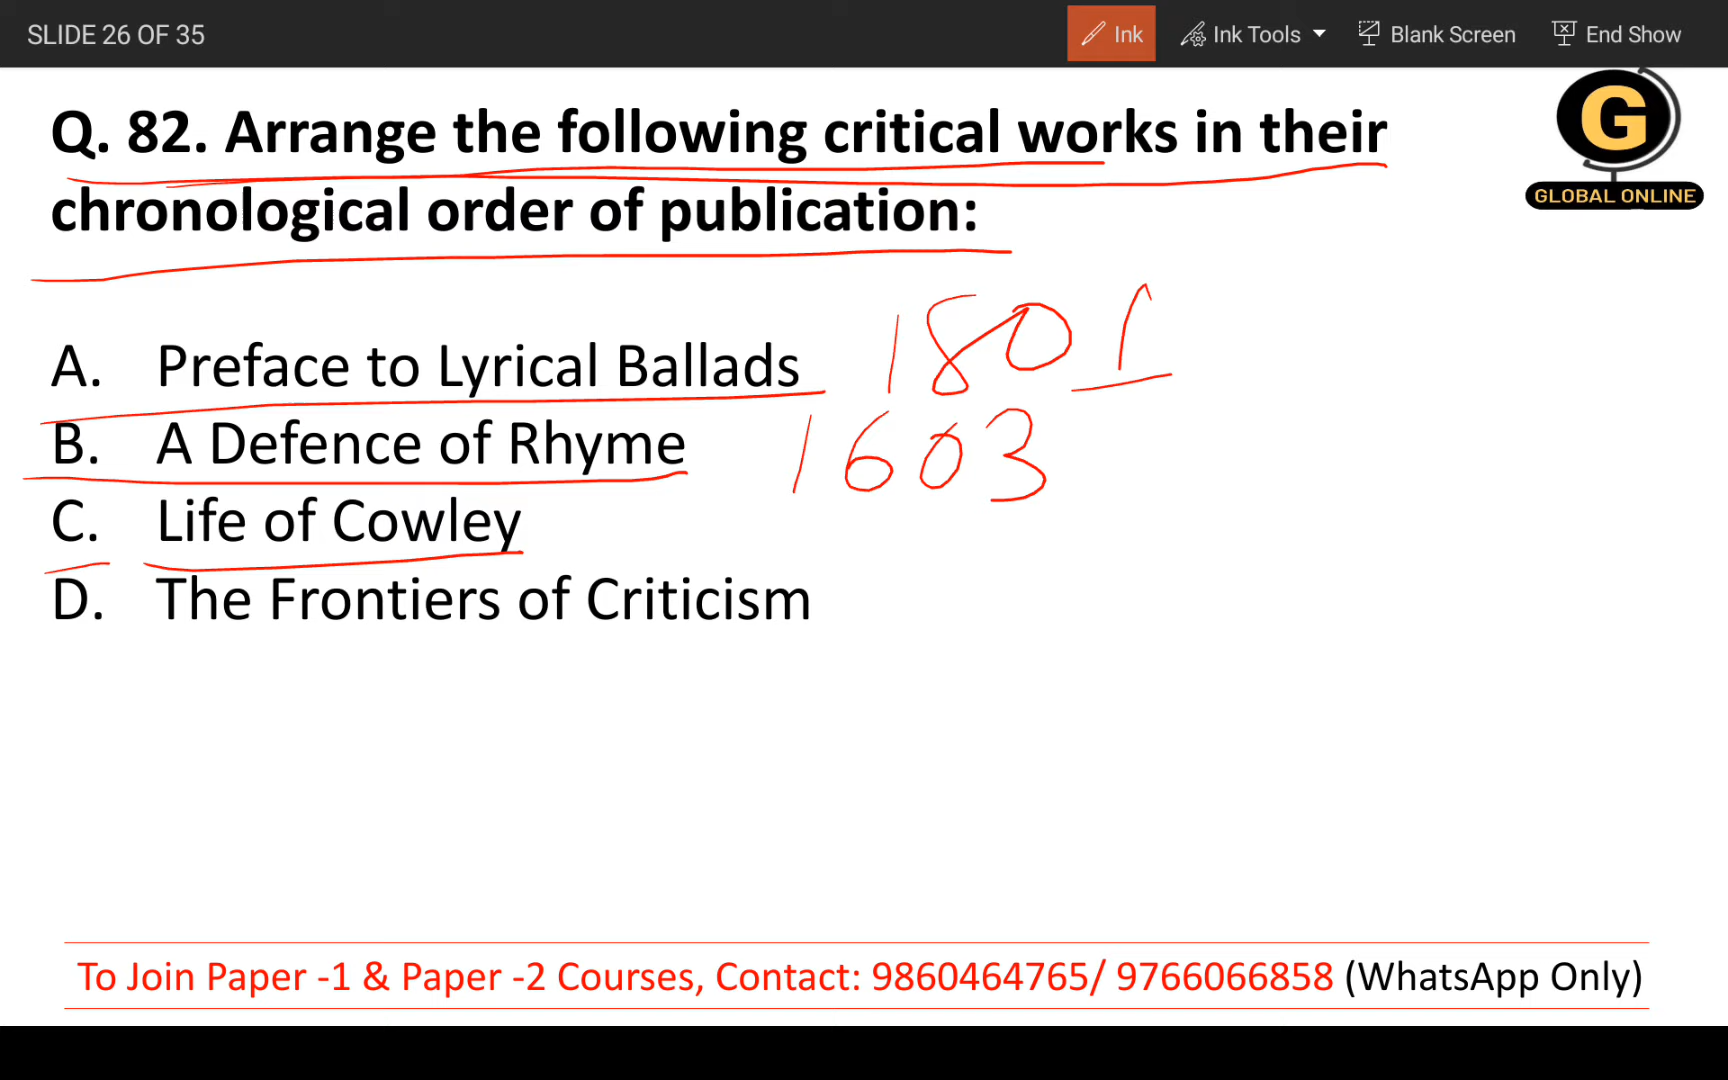 SLIDE 26 OF 35 Ink Ink Tools Blank Screen End Show
G
GLOBAL ONLINE
Q. 82. Arrange the following critical works in their
chronological order of publication:
A. Preface to Lyrical Ballads 1801
B. A Defence of Rhyme 1603
C. Life of Cowley
D. The Frontiers of Criticism
To Join Paper -1 & Paper -2 Courses, Contact: 9860464765/ 9766066858 (WhatsApp Only)